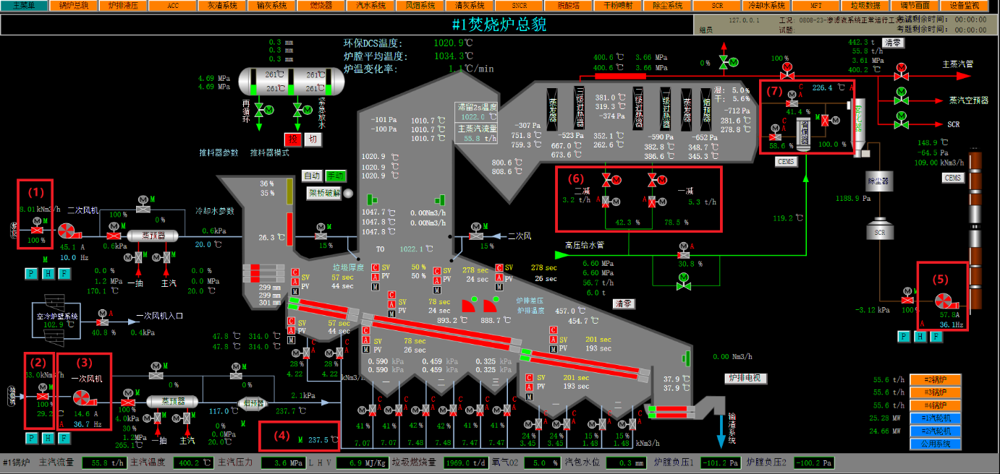 主菜单 锅炉总貌 炉排液压 ACC 灰渣系统 输灰系统 燃烧器 汽水系统 风烟系统 清灰系统 SNCR 脱酸塔 干粉喷射 除尘系统 SCR 冷却水系统 MFT 垃圾数据 调节画面 设备监视
#1焚烧炉总貌
127.0.0.1
组员
试题:
考试剩余时间: 00:00:00
考题剩余时间: 00:00:00
0.3 mm
0.3 mm
0.3 mm
环保DCS温度: 1020.9℃
炉膛平均温度: 1034.3℃
炉温变化率: 1.1℃/min
4.69 MPa
4.69 MPa
261℃ 261℃
261℃ 261℃
再循环
紧急放水
投 切
推料器参数 推料器模式
自动 手动
架桥破解
滞留2s温度
1022.0 ℃
主蒸汽流量
55.8 t/h
-101 Pa
-100 Pa
1010.7 ℃
1010.7 ℃
1010.7 ℃
1020.9 ℃
1020.9 ℃
1020.9 ℃
1047.7 ℃
1047.8 ℃
1047.8 ℃
0.00Nm3/h
0.00Nm3/h
TO 1022.1 ℃
400.6 ℃ 3.66 MPa
400.6 ℃ 3.66 MPa
0 %
100 %
442.3 t 清零
55.8 t/h
3.61 MPa
400.2 ℃
主蒸汽管
蒸汽空预器
SCR
蒸发器 三级过热器 二级过热器 一级过热器 蒸发器 烟预器
381.0 ℃
319.3 ℃
-374 Pa
湿: 5.0%
干: 5.6%
-712 Pa
281.6 ℃
278.8 ℃
-307 Pa
751.8 ℃
759.3 ℃
-523 Pa
667.0 ℃
673.6 ℃
352.1 ℃
262.6 ℃
-590 Pa
382.8 ℃
386.6 ℃
-652 Pa
348.7 ℃
345.3 ℃
800.6 ℃
808.6 ℃
(7)
226.4 ℃
41.4 %
58.6 %
100.0 %
CEMS
148.9 ℃
-64.5 Pa
109.00 kNm3/h
CEMS
除尘器
1188.9 Pa
SCR
119.2 ℃
(6)
二减 一减
3.2 t/h 5.3 t/h
42.3 % 78.5 %
高压给水管
6.60 MPa
6.60 MPa
56.7 t/h
6.0 t
清零
30.8 %
(5)
-3.12 kPa
100%
57.8A
36.1Hz
P H F
(1)
8.01kNm3/h
100 %
二次风机
45.1 A
10.0 Hz
P H F
100 %
0.6kPa
0 %
蒸预器
一抽 主汽
0.0 %
1.2 MPa
170.1 ℃
0.0 %
0.0 MPa
20.0 ℃
冷却水参数
0.6kPa
20.0 ℃
36 %
35 %
26.3 ℃
299 mm
299 mm
301 mm
15 %
15 %
二次风
空冷炉壁系统
102.9 ℃
40.8 %
一次风机入口
0.4kPa
垃圾厚度
SV 57 sec
PV 44 sec
SV 50 %
PV 50 %
SV 78 sec
PV 24 sec
278 sec
24 sec
278 sec
26 sec
893.2 ℃ 888.7 ℃
炉排差压
炉排温度
457.0 ℃
454.7 ℃
SV 57 sec
PV 44 sec
SV 78 sec
PV 26 sec
201 sec
193 sec
SV 201 sec
PV 193 sec
47.8 ℃ 314.0 ℃
47.8 ℃ 314.0 ℃
0.590 kPa 0.459 kPa 0.325 kPa
0.590 kPa 0.459 kPa 0.325 kPa
28 % 28 %
4.22 4.22 kNm3/h
41 % 41 % 42 % 42 % 41 % 41 %
7.07 7.07 7.48 7.48 7.47 7.47
24 % 24 % 15 % 15 %
3.45 3.45 1.48 1.48 kNm3/h
37.9 ℃
37.9 ℃
0.00 Nm3/h
炉排电视
输渣系统
(2)
100%
29.2
(3)
一次风机
14.6 A
36.7 Hz
P H F
0 % 0 %
蒸预器
烟预器
100 %
4.0kPa
30 %
1.2MPa
265.1℃
一抽 主汽
117.0℃
0 %
0.0MPa
20.0℃
2.1kPa
237.7 ℃
(4)
237.5 ℃
55.6 t/h #2锅炉
55.6 t/h #3锅炉
55.6 t/h #4锅炉
25.28 MW #1汽轮机
24.66 MW #2汽轮机
公用系统
#1锅炉 主汽流量 55.8 t/h 主汽温度 400.2 ℃ 主汽压力 3.6 MPa LHV 6.9 MJ/Kg 垃圾燃烧量 1969.0 t/d 氧气O2 5.0 % 汽包水位 0.3 mm 炉膛负压1 -101.2 Pa 炉膛负压2 -100.2 Pa